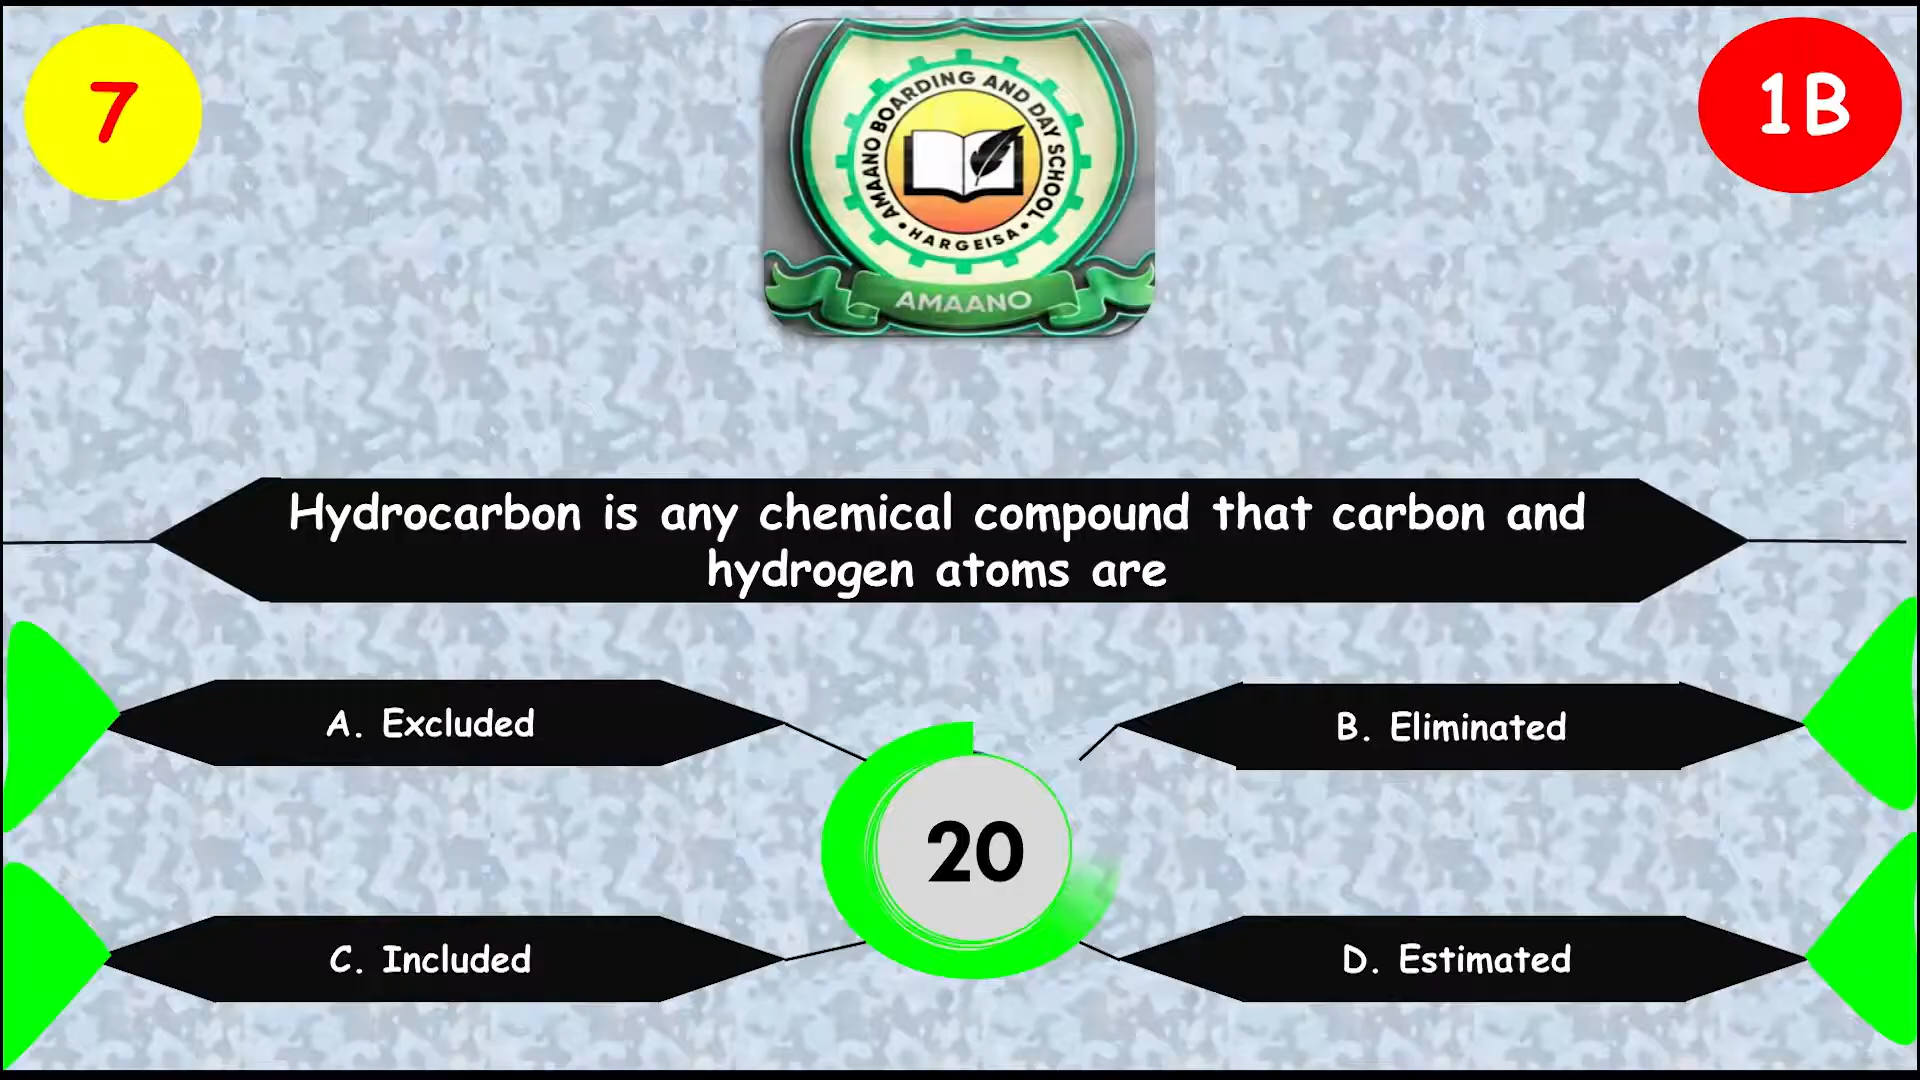 7
1B
AMAANO BOARDING AND DAY SCHOOL
• HARGEISA •
AMAANO
Hydrocarbon is any chemical compound that carbon and
hydrogen atoms are
A. Excluded
B. Eliminated
20
C. Included
D. Estimated